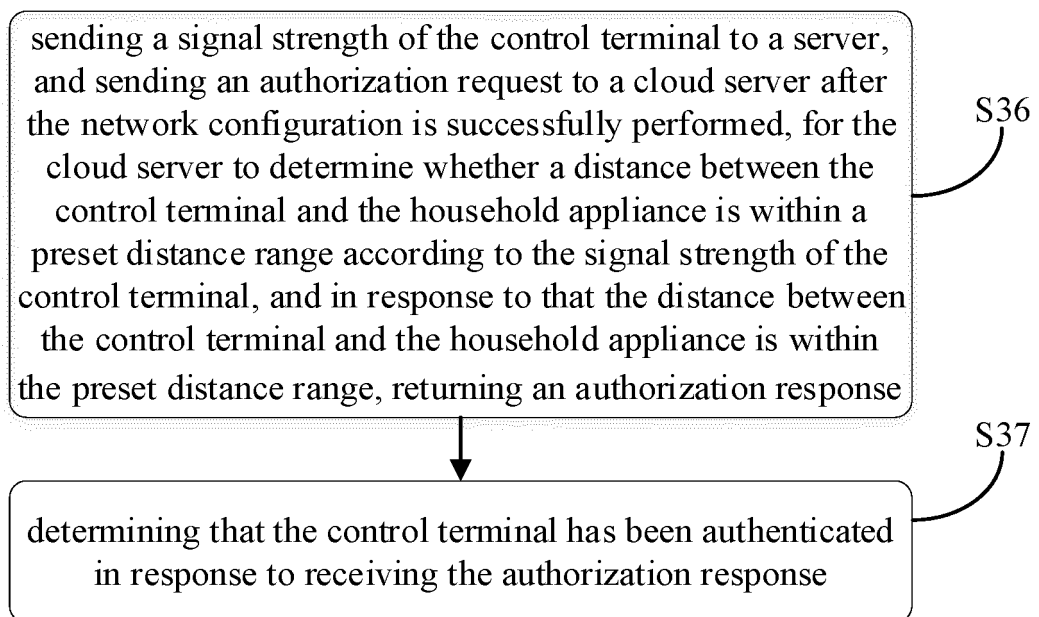 sending a signal strength of the control terminal to a server,
and sending an authorization request to a cloud server after
the network configuration is successfully performed, for the
cloud server to determine whether a distance between the
control terminal and the household appliance is within a
preset distance range according to the signal strength of the
control terminal, and in response to that the distance between
the control terminal and the household appliance is within
the preset distance range, returning an authorization response
S36
S37
determining that the control terminal has been authenticated
in response to receiving the authorization response